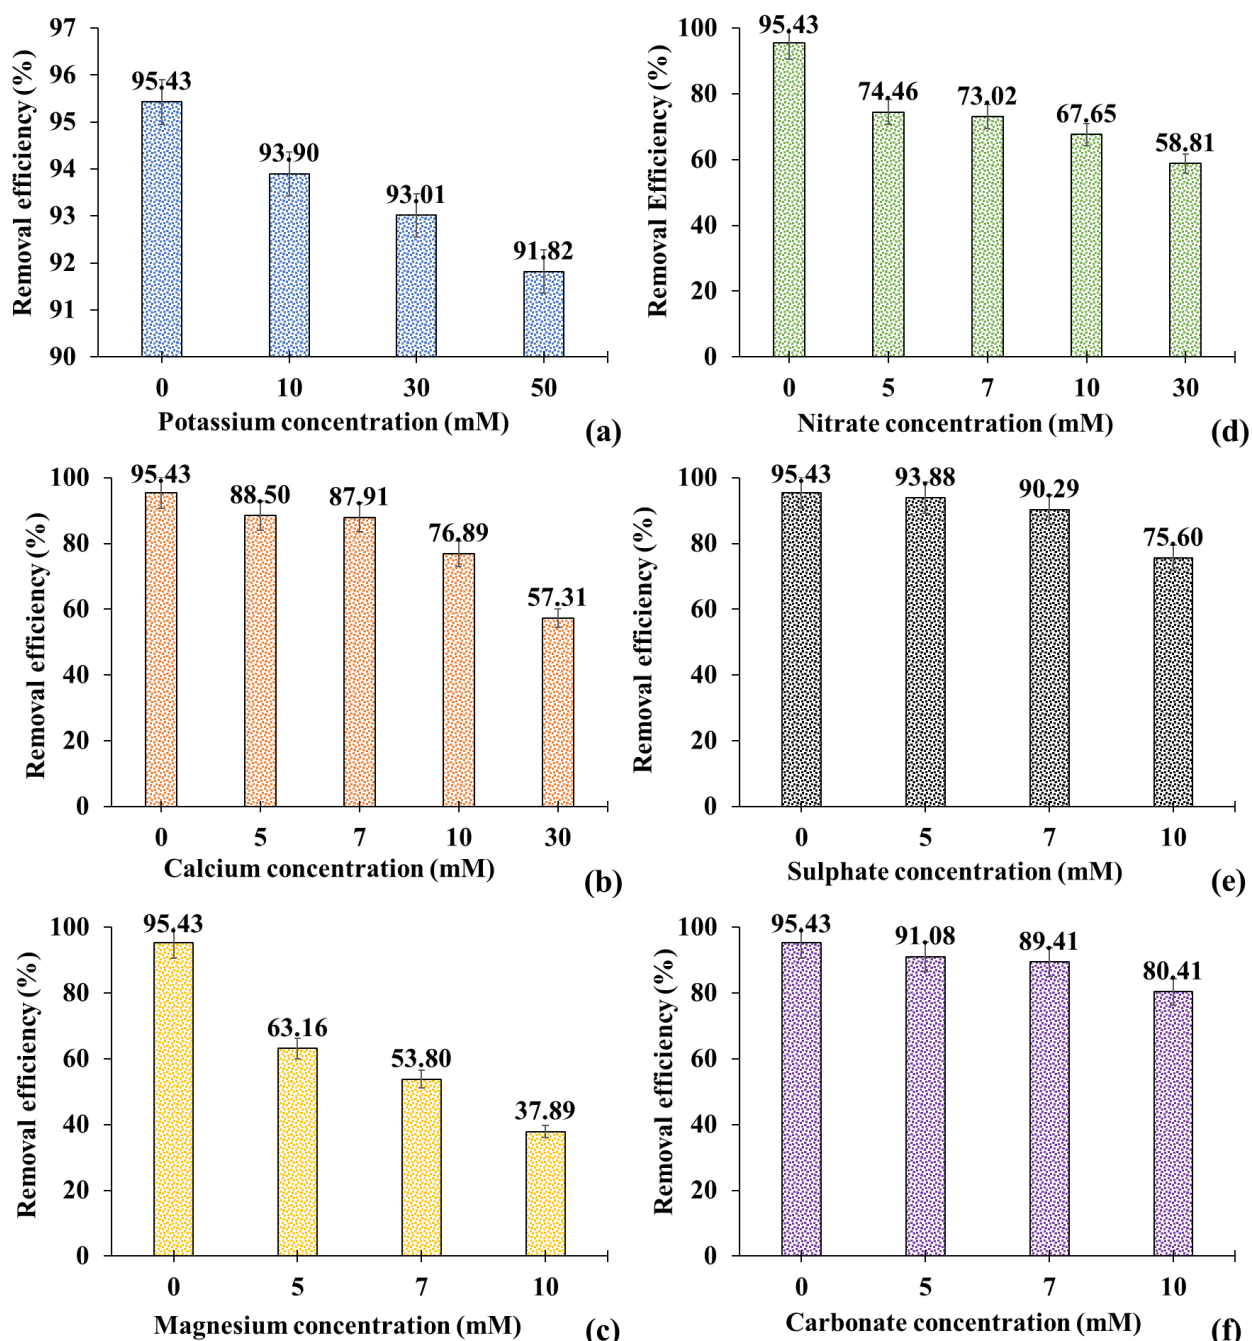 97
96
95
94
93
92
91
90
Removal efficiency (%)
95.43
93.90
93.01
91.82
0 10 30 50
Potassium concentration (mM)
(a)
100
80
60
40
20
0
Removal Efficiency (%)
95.43
74.46
73.02
67.65
58.81
0 5 7 10 30
Nitrate concentration (mM)
(d)
100
80
60
40
20
0
Removal efficiency (%)
95.43
88.50
87.91
76.89
57.31
0 5 7 10 30
Calcium concentration (mM)
(b)
100
80
60
40
20
0
Removal efficiency (%)
95.43
93.88
90.29
75.60
0 5 7 10
Sulphate concentration (mM)
(e)
100
80
60
40
20
0
Removal efficiency (%)
95.43
63.16
53.80
37.89
0 5 7 10
Magnesium concentration (mM)
(c)
100
80
60
40
20
0
Removal efficiency (%)
95.43
91.08
89.41
80.41
0 5 7 10
Carbonate concentration (mM)
(f)